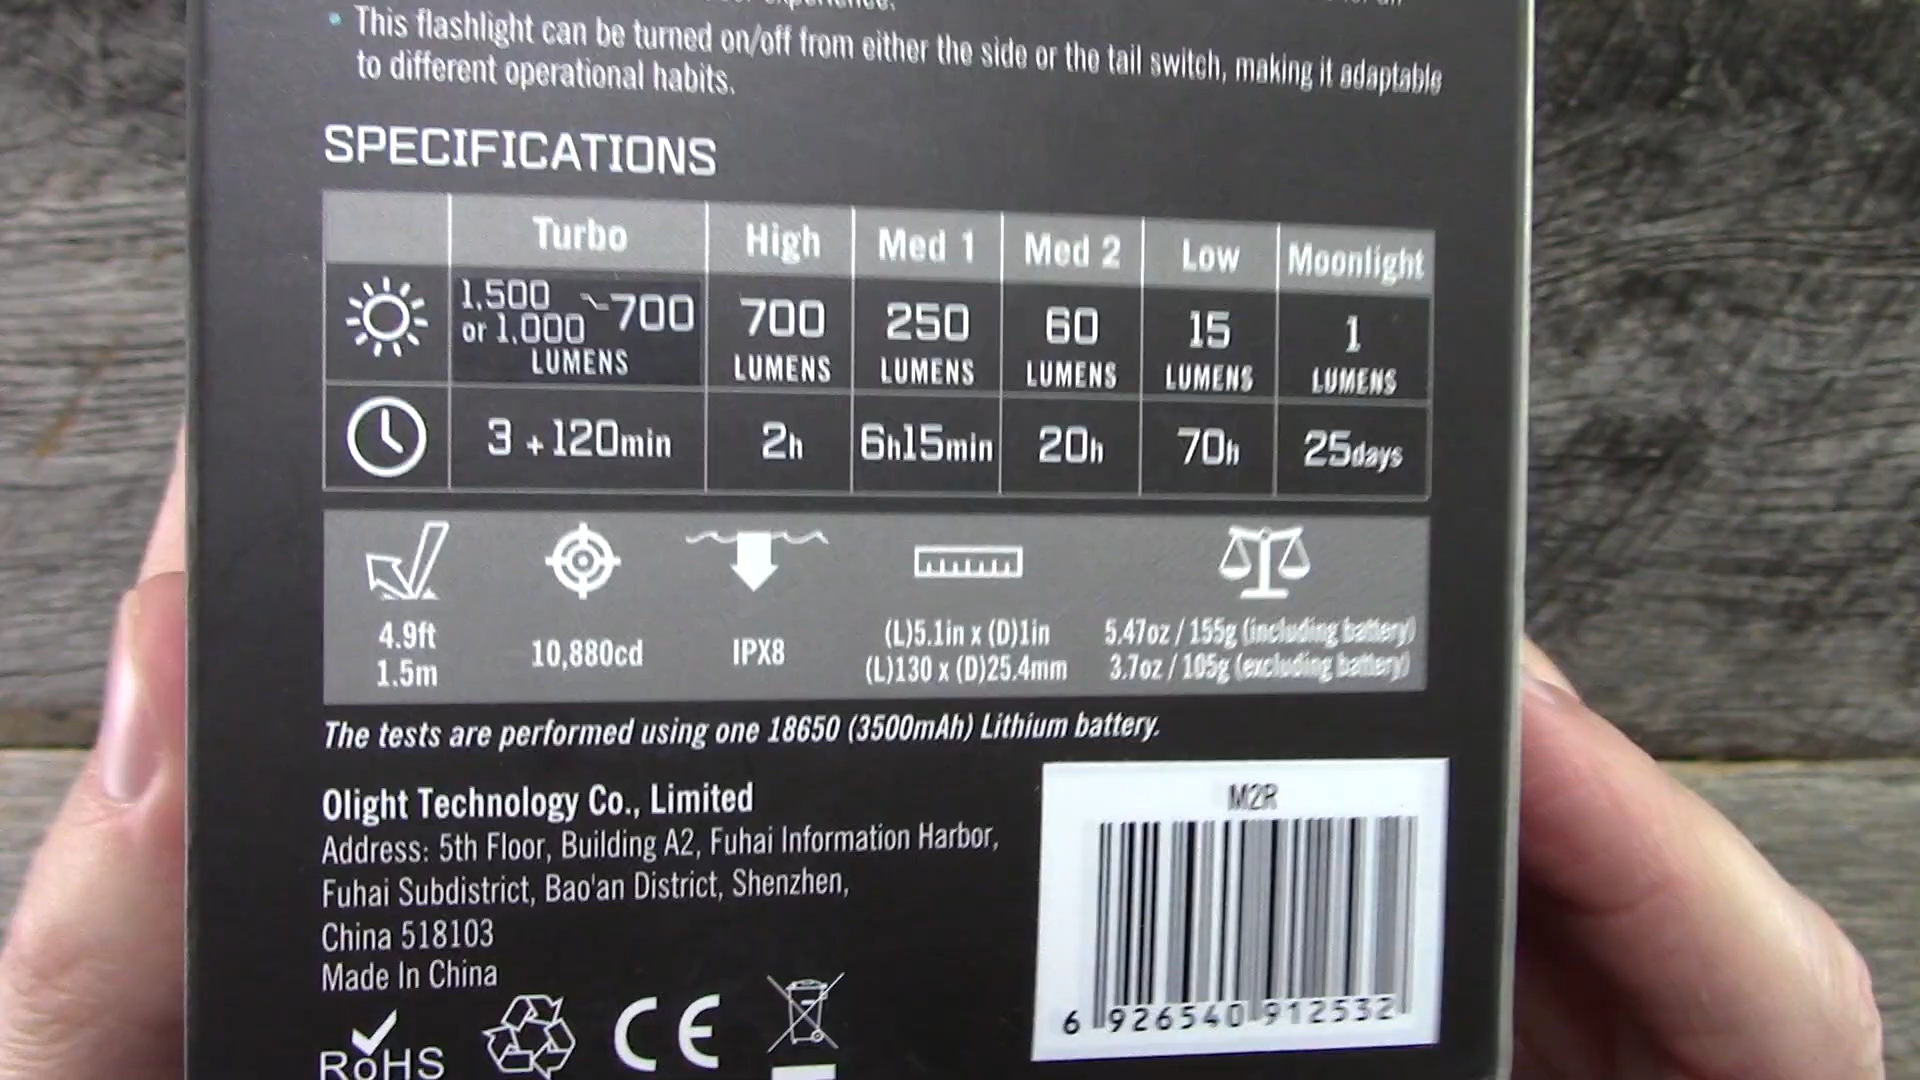 experience.
• This flashlight can be turned on/off from either the side or the tail switch, making it adaptable
to different operational habits.
SPECIFICATIONS
Turbo High Med 1 Med 2 Low Moonlight
1,500 or 1,000 ~700 LUMENS 700 LUMENS 250 LUMENS 60 LUMENS 15 LUMENS 1 LUMENS
3 + 120min 2h 6h15min 20h 70h 25days
4.9ft 10,880cd IPX8 (L)5.1in x (D)1in 5.47oz / 155g (including battery)
1.5m (L)130 x (D)25.4mm 3.7oz / 105g (excluding battery)
The tests are performed using one 18650 (3500mAh) Lithium battery.
Olight Technology Co., Limited
Address: 5th Floor, Building A2, Fuhai Information Harbor,
Fuhai Subdistrict, Bao'an District, Shenzhen,
China 518103
Made In China
M2R
6 926540 912532
RoHS CE